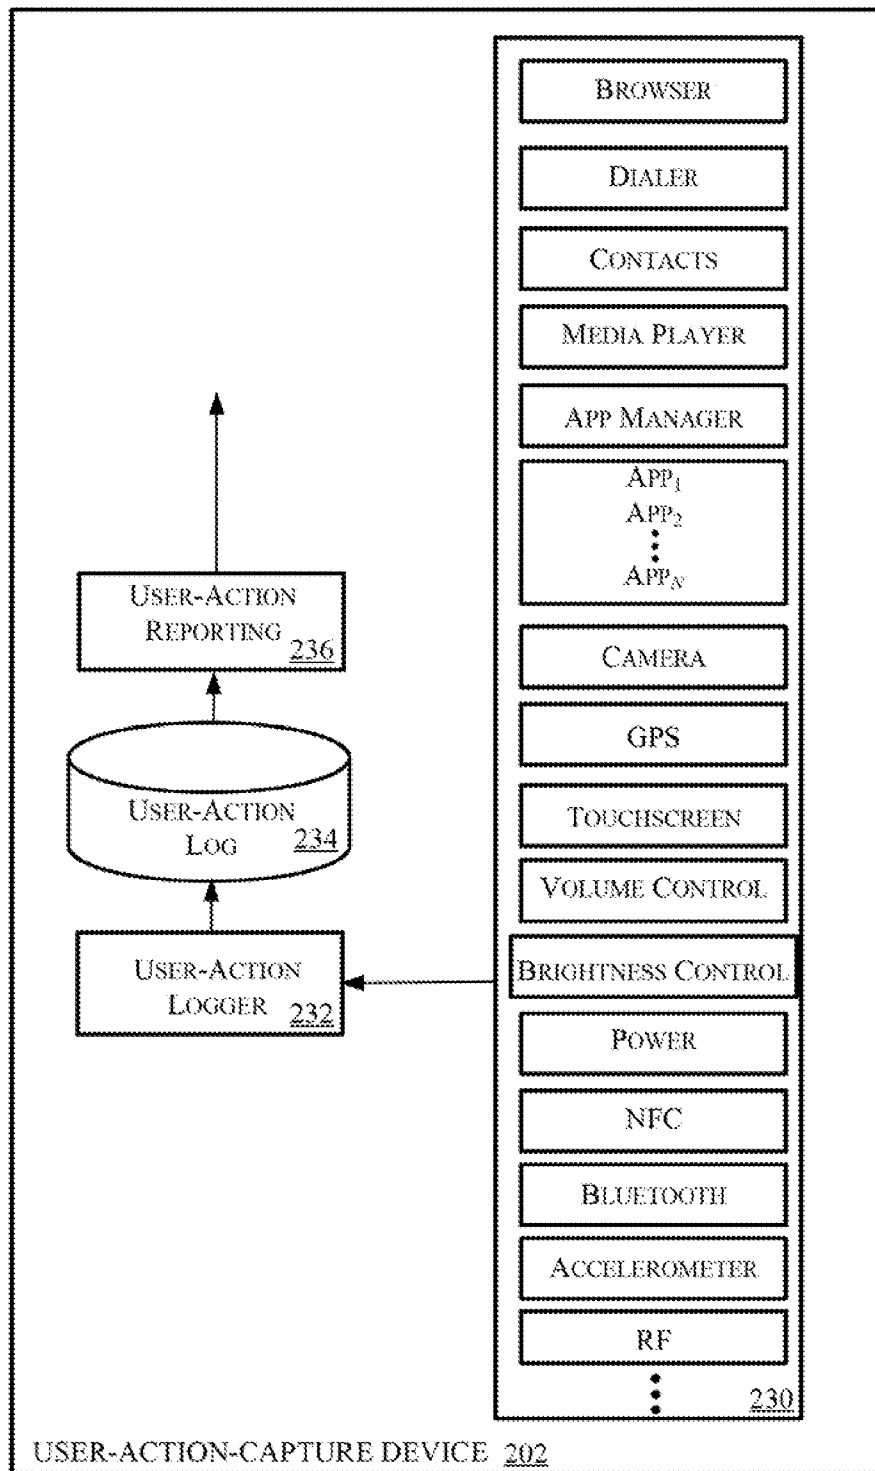 BROWSER
DIALER
CONTACTS
MEDIA PLAYER
APP MANAGER
APP1
APP2
APPN
CAMERA
GPS
TOUCHSCREEN
VOLUME CONTROL
BRIGHTNESS CONTROL
POWER
NFC
BLUETOOTH
ACCELEROMETER
RF
230
USER-ACTION
REPORTING 236
USER-ACTION
LOG 234
USER-ACTION
LOGGER 232
USER-ACTION-CAPTURE DEVICE 202